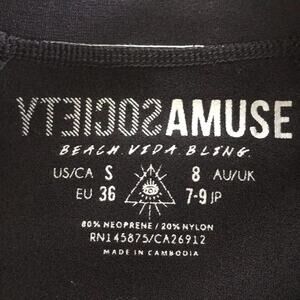 SOCIETYAMUSE
BEACH.VIDA.BLING.
US/CA S 8 AU/UK
EU 36 7-9 JP
80% NEOPRENE / 20% NYLON
RN145875/CA26912
MADE IN CAMBODIA